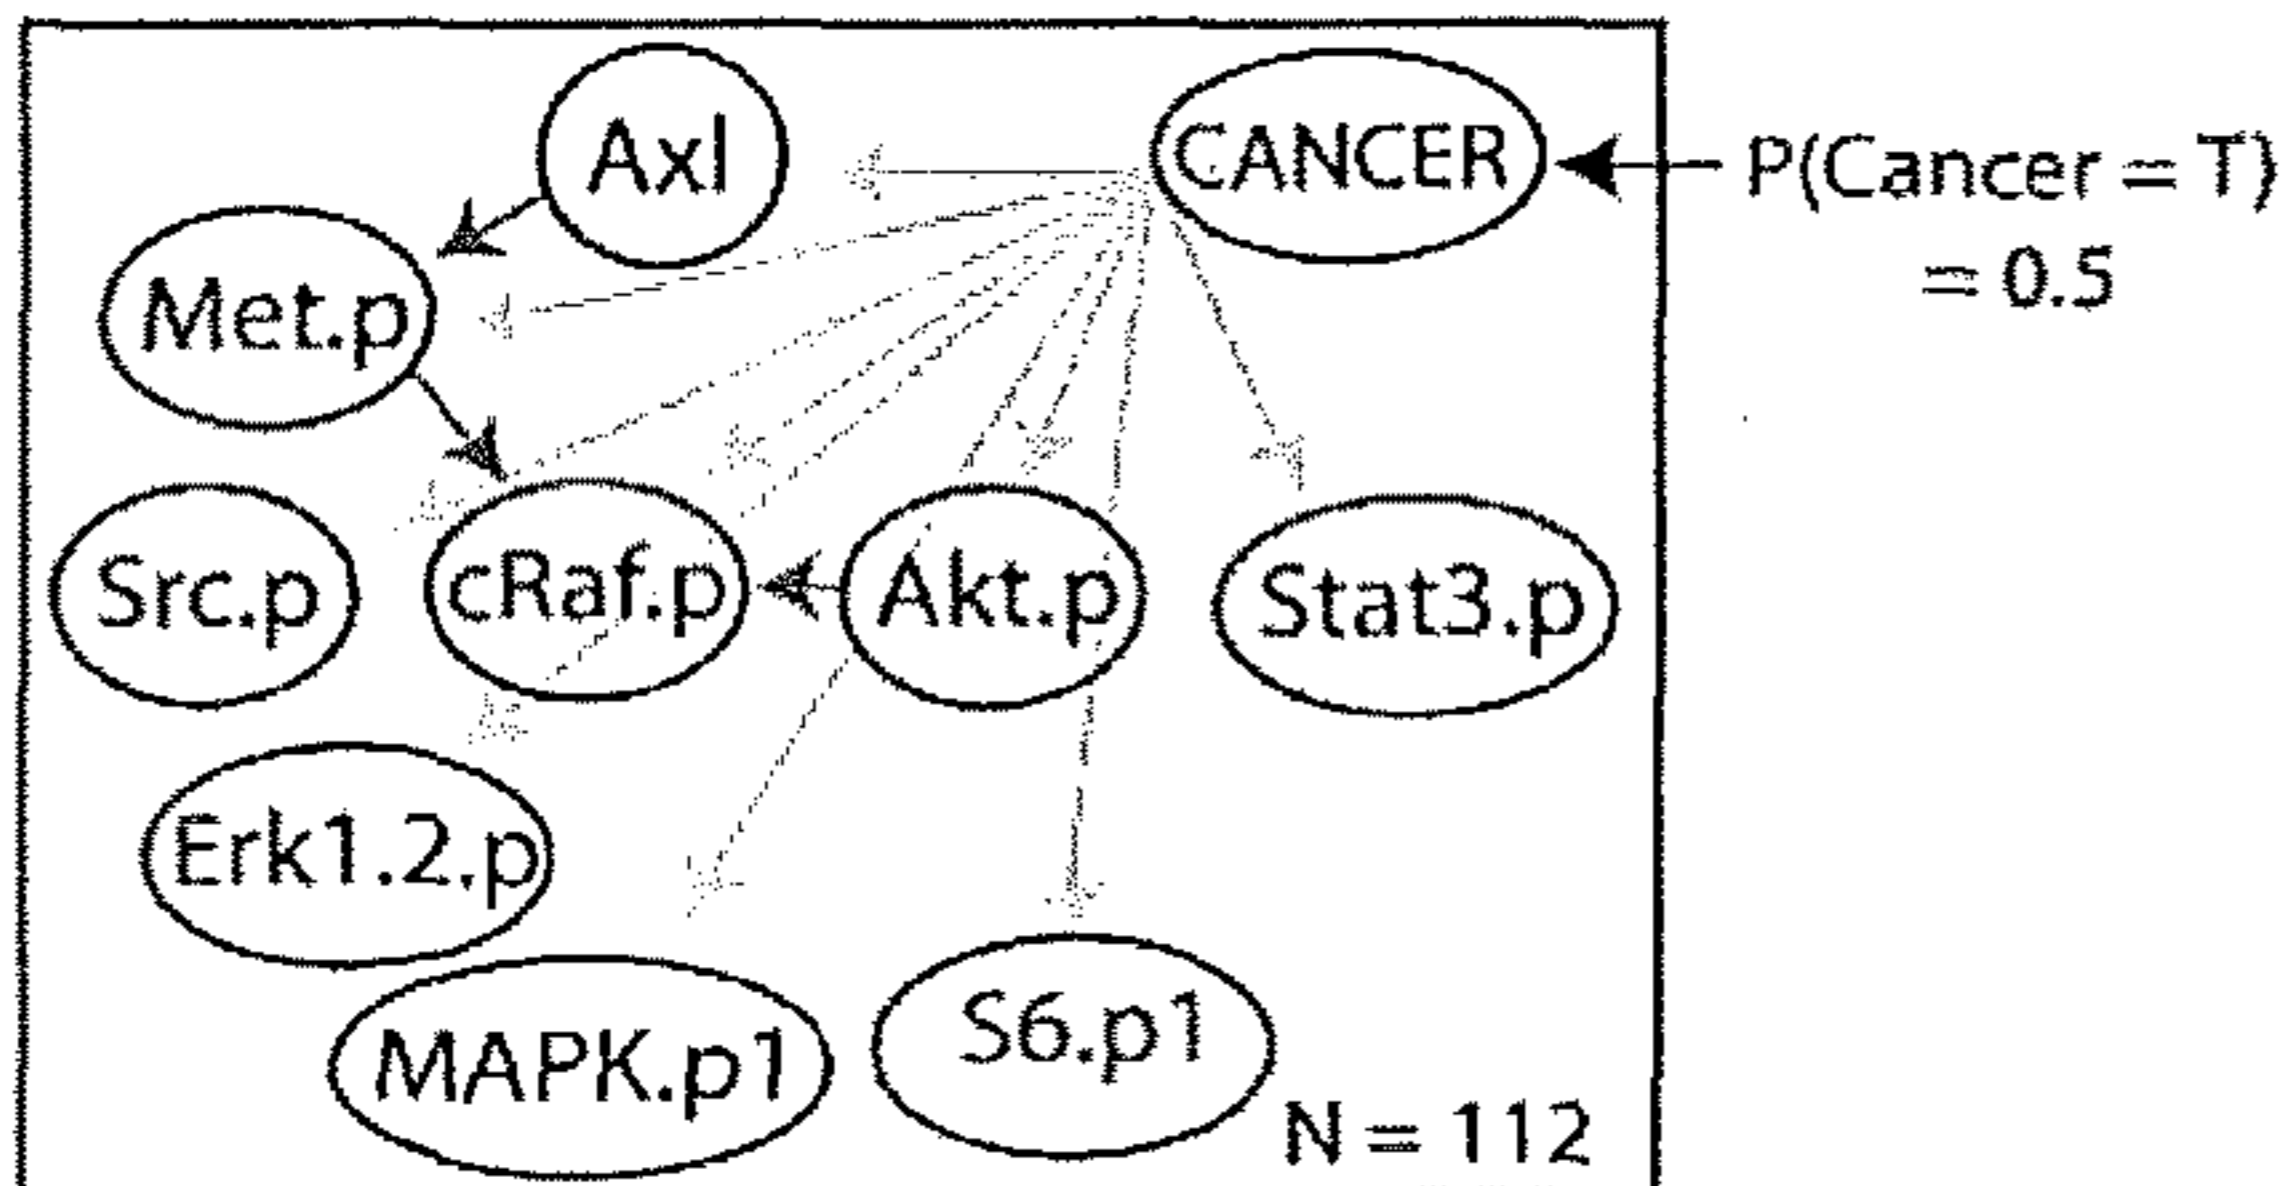 Axl
CANCER
P(Cancer = T)
= 0.5
Met.p
Src.p
cRaf.p
Akt.p
Stat3.p
Erk1.2.p
MAPK.p1
S6.p1
N = 112